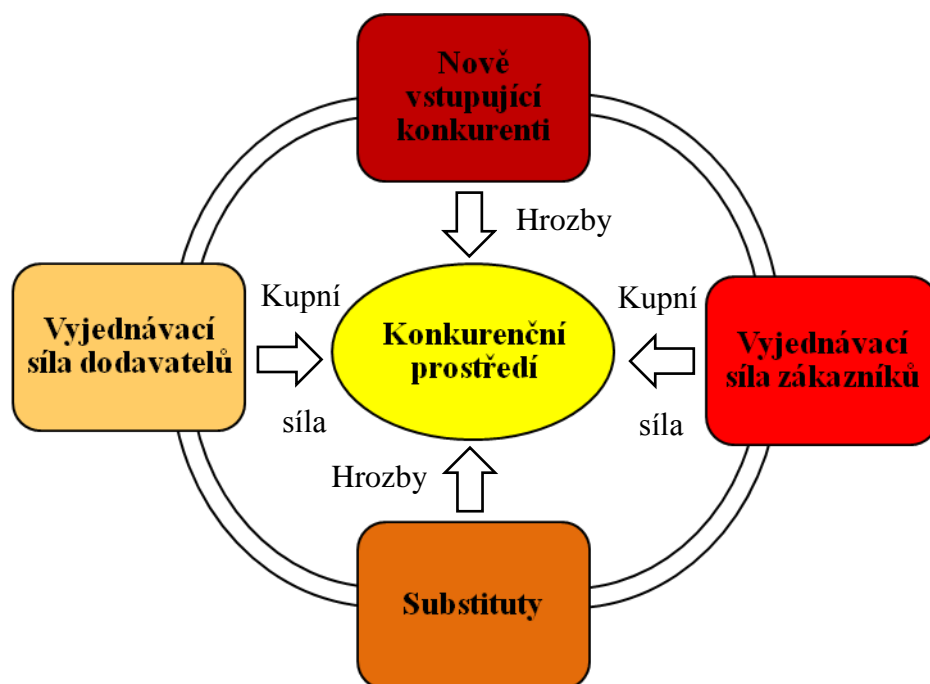 Nově
vstupující
konkurenti
Hrozby
Kupní
Kupní
Vyjednávací
síla dodavatelů
Konkurenční
prostředí
Vyjednávací
síla zákazníků
síla
síla
Hrozby
Substituty